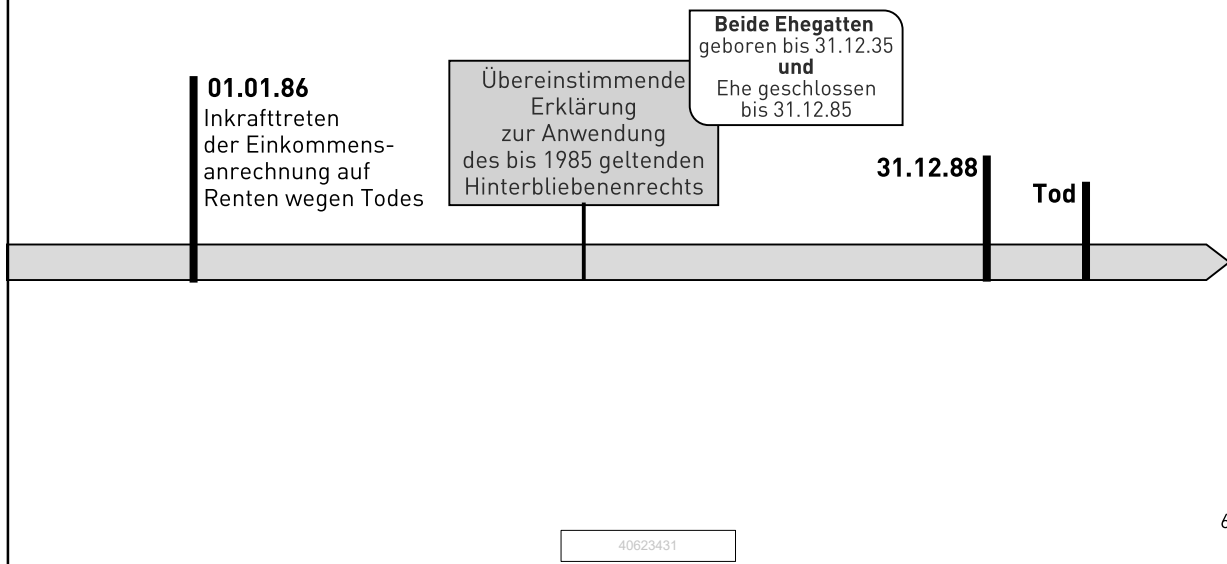 01.01.86
Inkrafttreten
der Einkommens-
anrechnung auf
Renten wegen Todes
Übereinstimmende
Erklärung
zur Anwendung
des bis 1985 geltenden
Hinterbliebenenrechts
Beide Ehegatten
geboren bis 31.12.35
und
Ehe geschlossen
bis 31.12.85
31.12.88
Tod
6
40623431